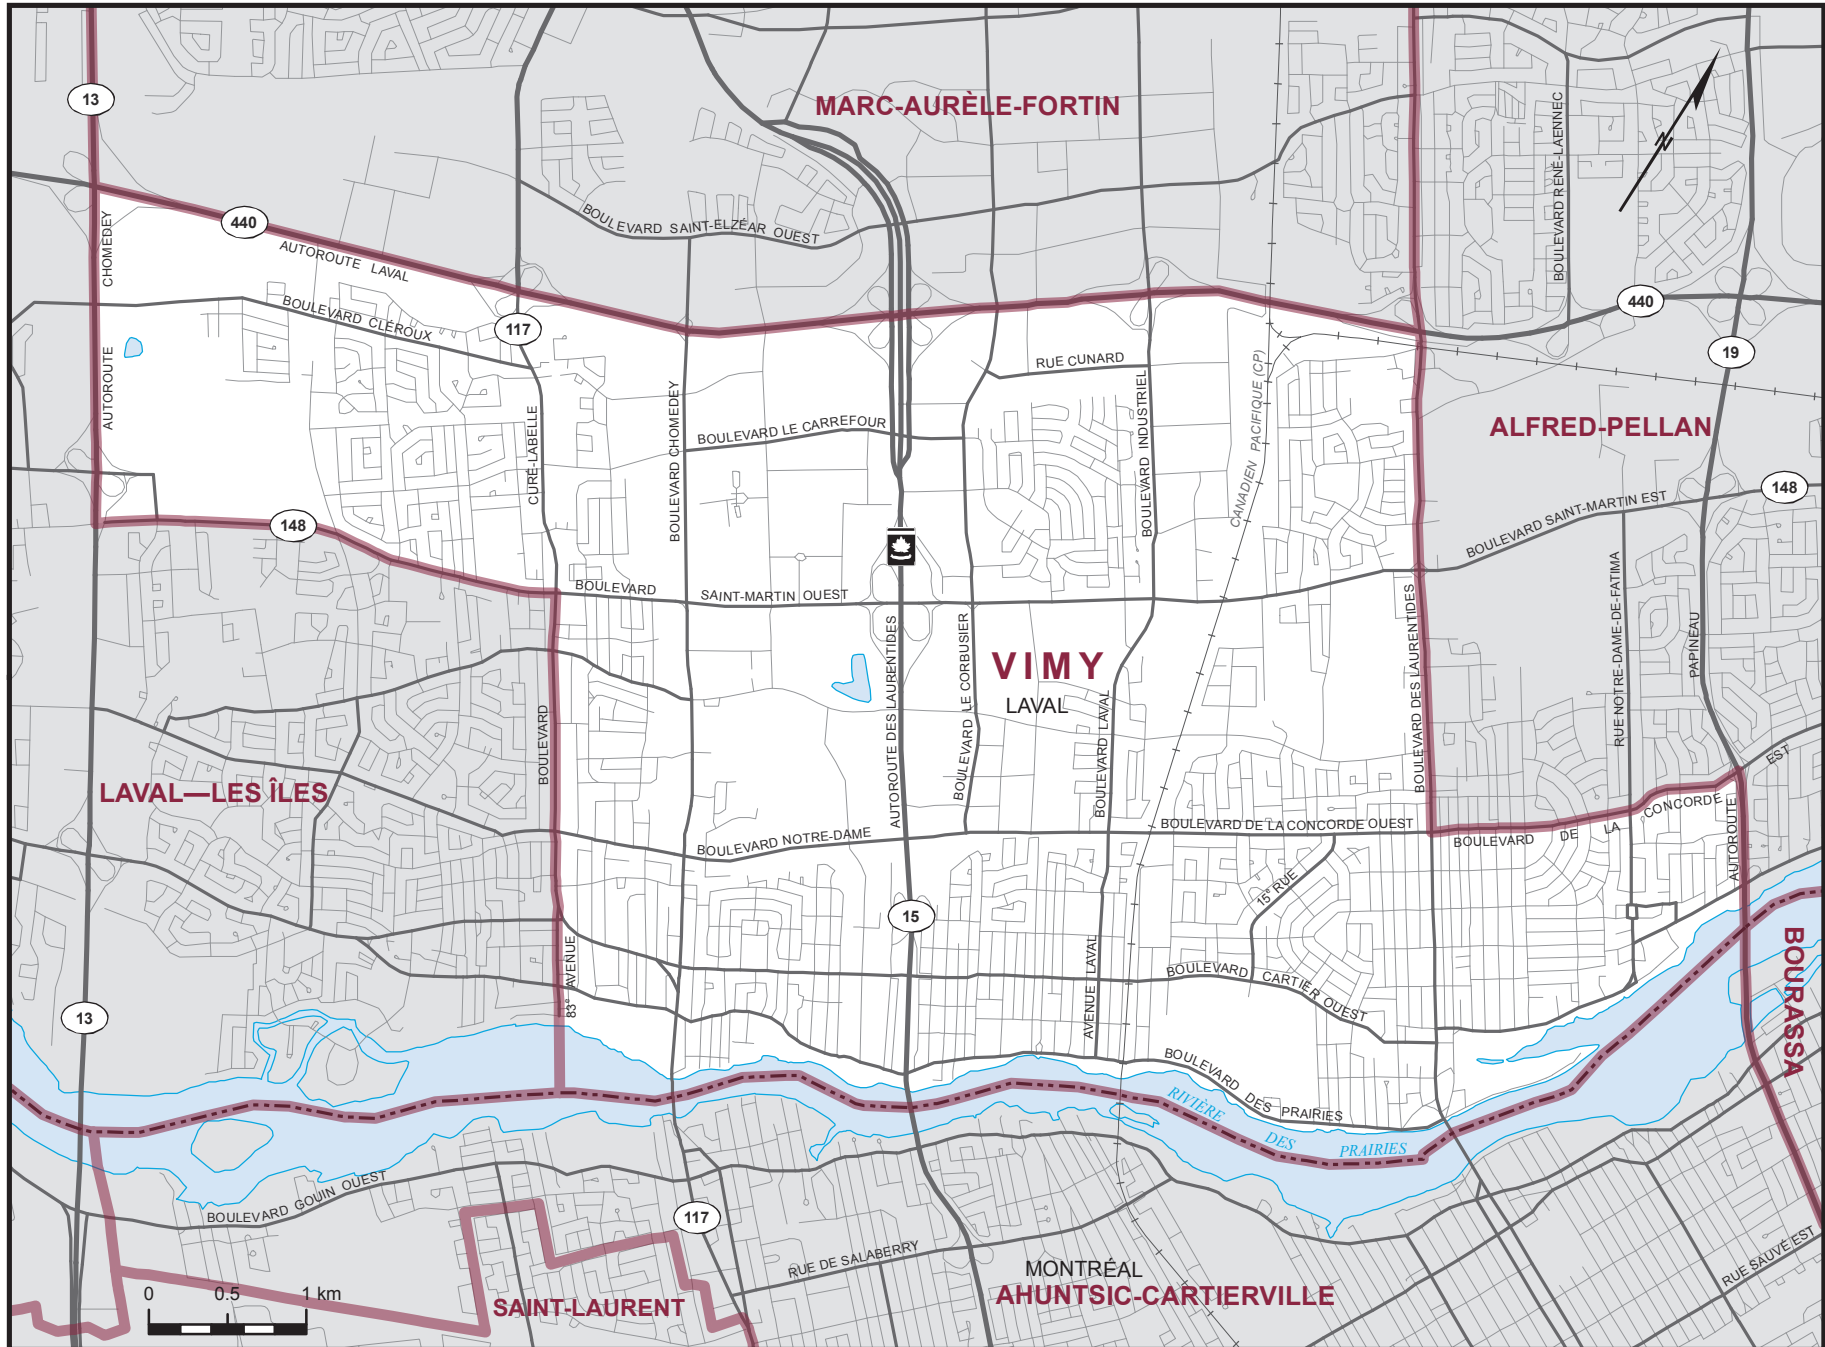 MARC-AURÈLE-FORTIN
13
BOULEVARD RENÉ-LAENNEC
N
CHOMEDEY
440
AUTOROUTE LAVAL
BOULEVARD SAINT-ELZÉAR OUEST
BOULEVARD CLÉROUX
117
440
19
AUTOROUTE
RUE CUNARD
CANADIEN PACIFIQUE (CP)
BOULEVARD INDUSTRIEL
BOULEVARD CHOMEDEY
CURÉ-LABELLE
BOULEVARD LE CARREFOUR
ALFRED-PELLAN
148
148
BOULEVARD SAINT-MARTIN EST
BOULEVARD
SAINT-MARTIN OUEST
RUE NOTRE-DAME-DE-FATIMA
PAPINEAU
BOULEVARD DES LAURENTIDES
AUTOROUTE DES LAURENTIDES
BOULEVARD LE CORBUSIER
VIMY
LAVAL
BOULEVARD LAVAL
BOULEVARD
LAVAL—LES ÎLES
EST
BOULEVARD NOTRE-DAME
BOULEVARD DE LA CONCORDE OUEST
BOULEVARD DE LA CONCORDE
AUTOROUTE
15e RUE
15
83e AVENUE
AVENUE LAVAL
BOULEVARD CARTIER OUEST
BOURASSA
13
BOULEVARD DES PRAIRIES
RIVIÈRE DES PRAIRIES
BOULEVARD GOUIN OUEST
117
RUE DE SALABERRY
RUE SAUVÉ EST
MONTRÉAL
AHUNTSIC-CARTIERVILLE
SAINT-LAURENT
0 0.5 1 km